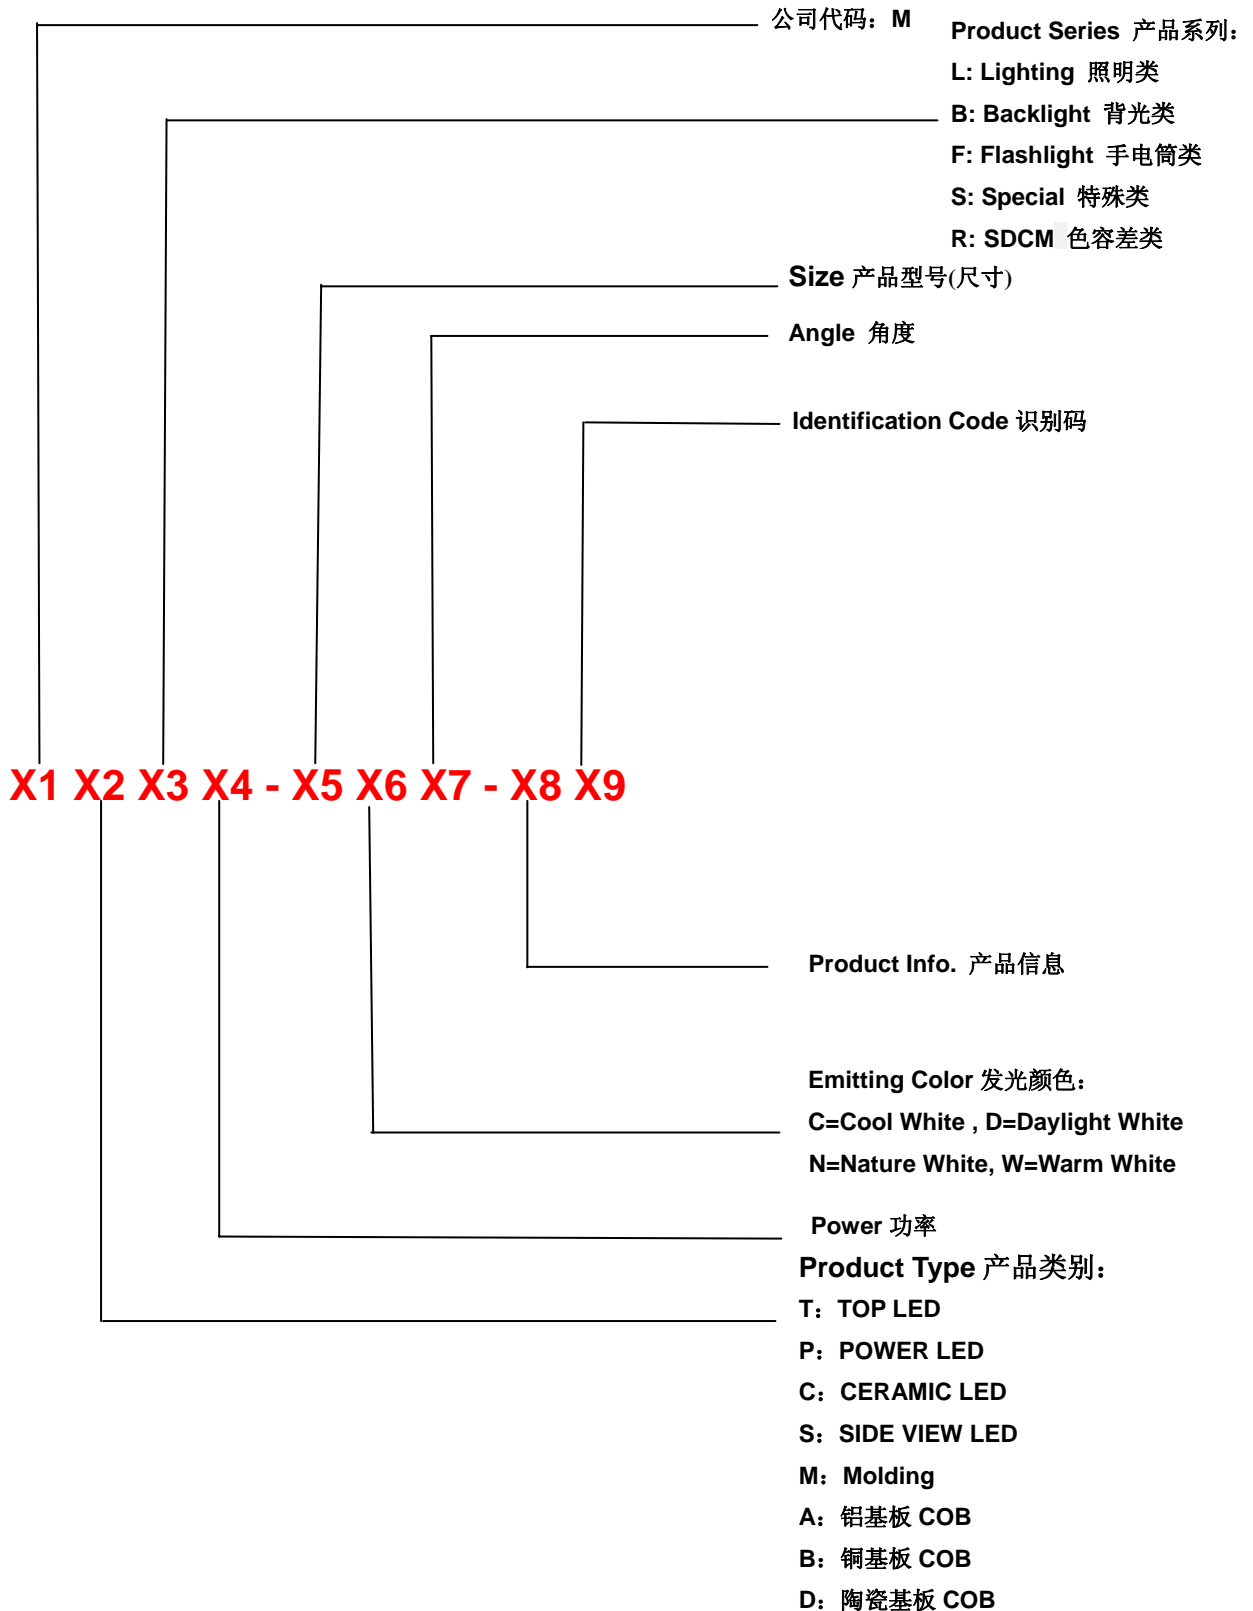 公司代码：M
Product Series 产品系列：
L: Lighting 照明类
B: Backlight 背光类
F: Flashlight 手电筒类
S: Special 特殊类
R: SDCM 色容差类
Size 产品型号(尺寸)
Angle 角度
Identification Code 识别码
X1 X2 X3 X4 - X5 X6 X7 - X8 X9
Product Info. 产品信息
Emitting Color 发光颜色：
C=Cool White , D=Daylight White
N=Nature White, W=Warm White
Power 功率
Product Type 产品类别：
T：TOP LED
P：POWER LED
C：CERAMIC LED
S：SIDE VIEW LED
M：Molding
A：铝基板 COB
B：铜基板 COB
D：陶瓷基板 COB